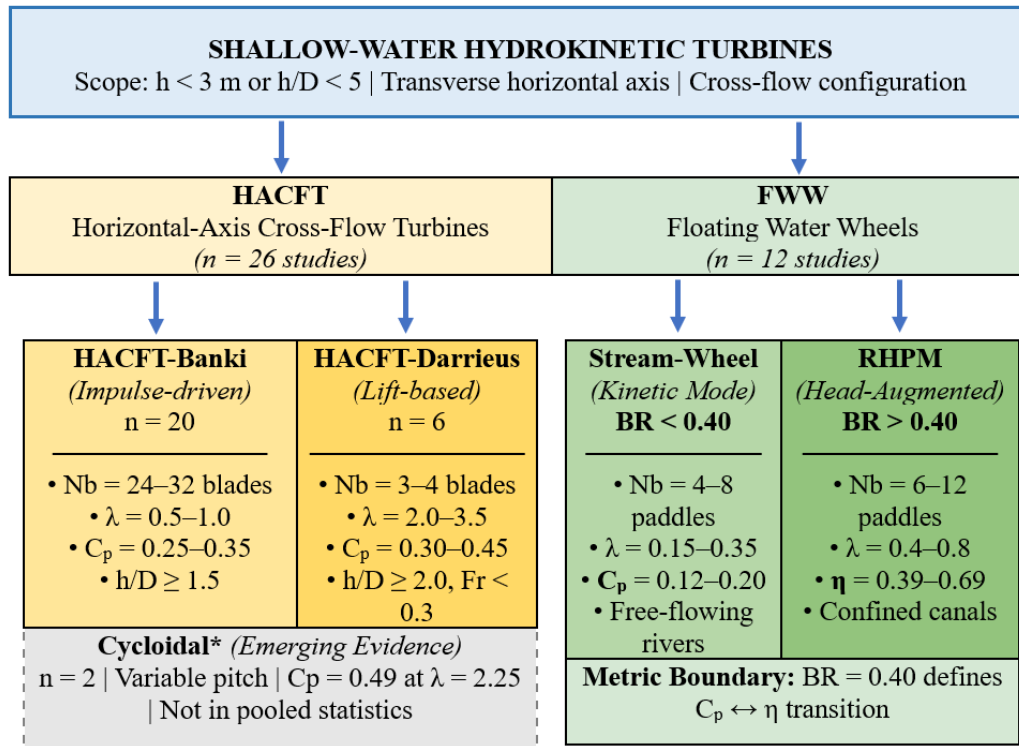 SHALLOW-WATER HYDROKINETIC TURBINES
Scope: h < 3 m or h/D < 5 | Transverse horizontal axis | Cross-flow configuration
HACFT
Horizontal-Axis Cross-Flow Turbines
(n = 26 studies)
FWW
Floating Water Wheels
(n = 12 studies)
HACFT-Banki
(Impulse-driven)
n = 20
• Nb = 24–32 blades
• λ = 0.5–1.0
• Cₚ = 0.25–0.35
• h/D ≥ 1.5
HACFT-Darrieus
(Lift-based)
n = 6
• Nb = 3–4 blades
• λ = 2.0–3.5
• Cₚ = 0.30–0.45
• h/D ≥ 2.0, Fr <
0.3
Cycloidal* (Emerging Evidence)
n = 2 | Variable pitch | Cp = 0.49 at λ = 2.25
| Not in pooled statistics
Stream-Wheel
(Kinetic Mode)
BR < 0.40
• Nb = 4–8
paddles
• λ = 0.15–0.35
• Cₚ = 0.12–0.20
• Free-flowing
rivers
RHPM
(Head-Augmented)
BR > 0.40
• Nb = 6–12
paddles
• λ = 0.4–0.8
• η = 0.39–0.69
• Confined canals
Metric Boundary: BR = 0.40 defines
Cₚ ↔ η transition